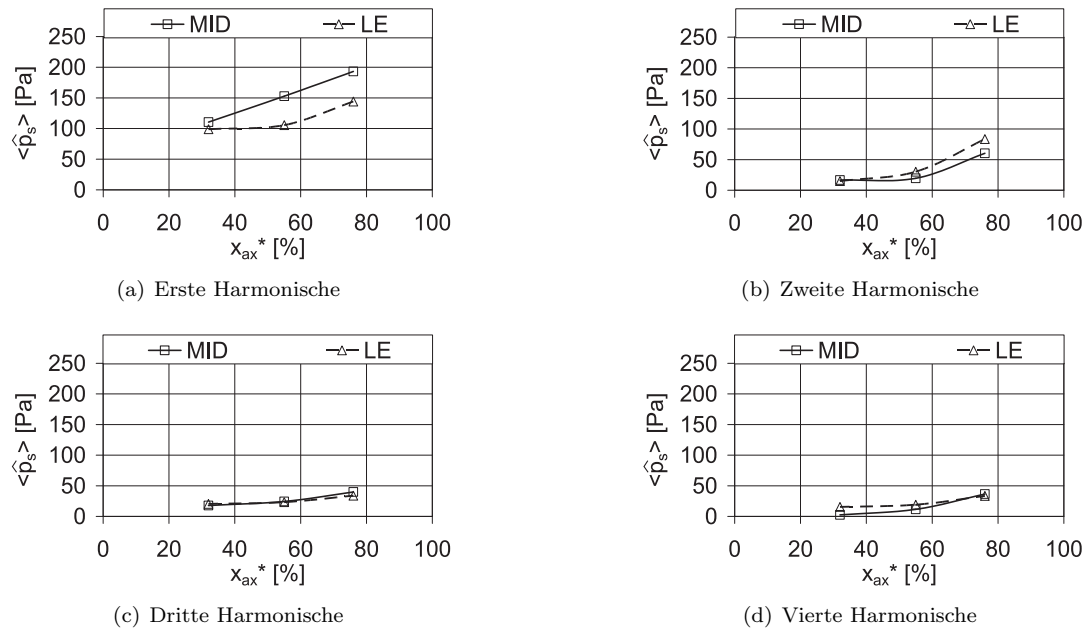 MID LE
250
200
150
100
50
0
<p̂s> [Pa]
0 20 40 60 80 100
xax* [%]
(a) Erste Harmonische
MID LE
250
200
150
100
50
0
<p̂s> [Pa]
0 20 40 60 80 100
xax* [%]
(b) Zweite Harmonische
MID LE
250
200
150
100
50
0
<p̂s> [Pa]
0 20 40 60 80 100
xax* [%]
(c) Dritte Harmonische
MID LE
250
200
150
100
50
0
<p̂s> [Pa]
0 20 40 60 80 100
xax* [%]
(d) Vierte Harmonische